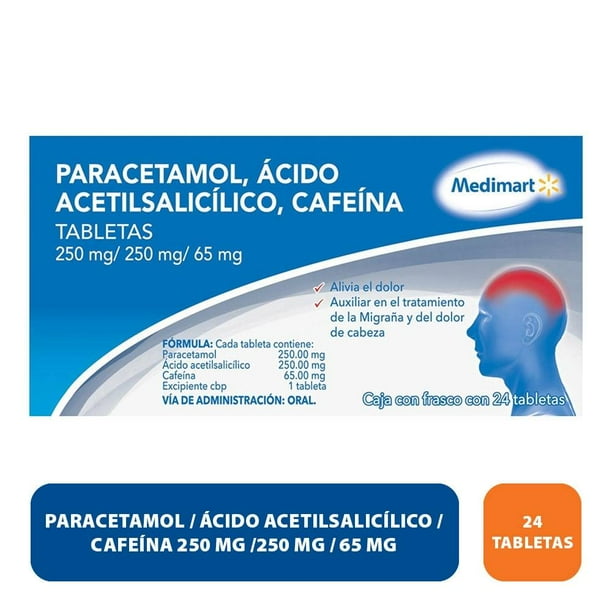 PARACETAMOL, ÁCIDO
ACETILSALICÍLICO, CAFEÍNA
TABLETAS
250 mg/ 250 mg/ 65 mg
Medimart
Alivia el dolor
Auxiliar en el tratamiento
de la Migraña y del dolor
de cabeza
FÓRMULA: Cada tableta contiene:
Paracetamol 250.00 mg
Ácido acetilsalicílico 250.00 mg
Cafeína 65.00 mg
Excipiente cbp 1 tableta
VÍA DE ADMINISTRACIÓN: ORAL.
Caja con frasco con 24 tabletas
PARACETAMOL / ÁCIDO ACETILSALICÍLICO /
CAFEÍNA 250 MG /250 MG / 65 MG
24
TABLETAS